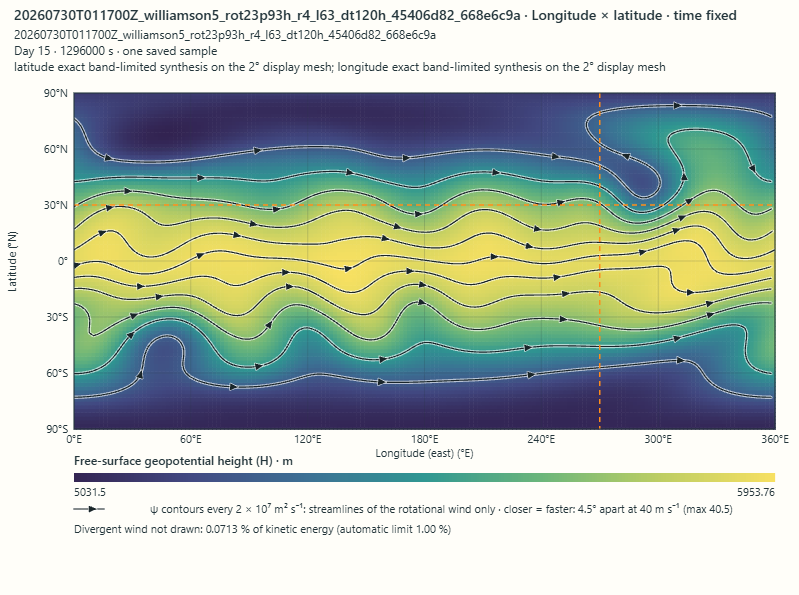 20260730T011700Z_williamson5_rot23p93h_r4_l63_dt120h_45406d82_668e6c9a · Longitude × latitude · time fixed
20260730T011700Z_williamson5_rot23p93h_r4_l63_dt120h_45406d82_668e6c9a
Day 15 · 1296000 s · one saved sample
latitude exact band-limited synthesis on the 2° display mesh; longitude exact band-limited synthesis on the 2° display mesh
90°N
60°N
30°N
0°
30°S
60°S
90°S
Latitude (°N)
0°E 60°E 120°E 180°E 240°E 300°E 360°E
Longitude (east) (°E)
Free-surface geopotential height (H) · m
5031.5 5953.76
ψ contours every 2 × 10⁷ m² s⁻¹: streamlines of the rotational wind only · closer = faster: 4.5° apart at 40 m s⁻¹ (max 40.5)
Divergent wind not drawn: 0.0713 % of kinetic energy (automatic limit 1.00 %)